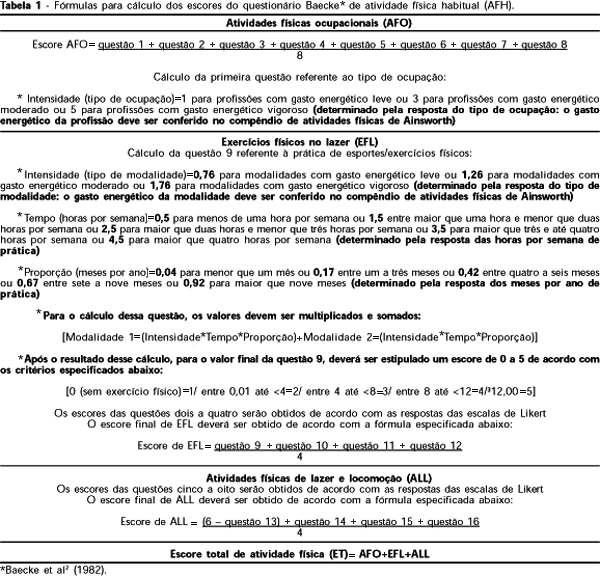 Tabela 1 - Fórmulas para cálculo dos escores do questionário Baecke* de atividade física habitual (AFH).
Atividades físicas ocupacionais (AFO)
Escore AFO= questão 1 + questão 2 + questão 3 + questão 4 + questão 5 + questão 6 + questão 7 + questão 8
8
Cálculo da primeira questão referente ao tipo de ocupação:
* Intensidade (tipo de ocupação)=1 para profissões com gasto energético leve ou 3 para profissões com gasto energético
moderado ou 5 para profissões com gasto energético vigoroso (determinado pela resposta do tipo de ocupação: o gasto
energético da profissão deve ser conferido no compêndio de atividades físicas de Ainsworth)
Exercícios físicos no lazer (EFL)
Cálculo da questão 9 referente à prática de esportes/exercícios físicos:
*Intensidade (tipo de modalidade)=0,76 para modalidades com gasto energético leve ou 1,26 para modalidades com
gasto energético moderado ou 1,76 para modalidades com gasto energético vigoroso (determinado pela resposta do tipo de
modalidade: o gasto energético da modalidade deve ser conferido no compêndio de atividades físicas de Ainsworth)
*Tempo (horas por semana)=0,5 para menos de uma hora por semana ou 1,5 entre maior que uma hora e menor que duas
horas por semana ou 2,5 para maior que duas horas e menor que três horas por semana ou 3,5 para maior que três e até quatro
horas por semana ou 4,5 para maior que quatro horas por semana (determinado pela resposta das horas por semana de
prática)
*Proporção (meses por ano)=0,04 para menor que um mês ou 0,17 entre um a três meses ou 0,42 entre quatro a seis meses
ou 0,67 entre sete a nove meses ou 0,92 para maior que nove meses (determinado pela resposta dos meses por ano de
prática)
*Para o cálculo dessa questão, os valores devem ser multiplicados e somados:
[Modalidade 1=(Intensidade*Tempo*Proporção)+Modalidade 2=(Intensidade*Tempo*Proporção)]
*Após o resultado desse cálculo, para o valor final da questão 9, deverá ser estipulado um escore de 0 a 5 de acordo com
os critérios especificados abaixo:
[0 (sem exercício físico)=1/ entre 0,01 até <4=2/ entre 4 até <8=3/ entre 8 até <12=4/³12,00=5]
Os escores das questões dois a quatro serão obtidos de acordo com as respostas das escalas de Likert
O escore final de EFL deverá ser obtido de acordo com a fórmula especificada abaixo:
Escore de EFL= questão 9 + questão 10 + questão 11 + questão 12
4
Atividades físicas de lazer e locomoção (ALL)
Os escores das questões cinco a oito serão obtidos de acordo com as respostas das escalas de Likert
O escore final de ALL deverá ser obtido de acordo com a fórmula especificada abaixo:
Escore de ALL = (6 – questão 13) + questão 14 + questão 15 + questão 16
4
Escore total de atividade física (ET)= AFO+EFL+ALL
*Baecke et al² (1982).